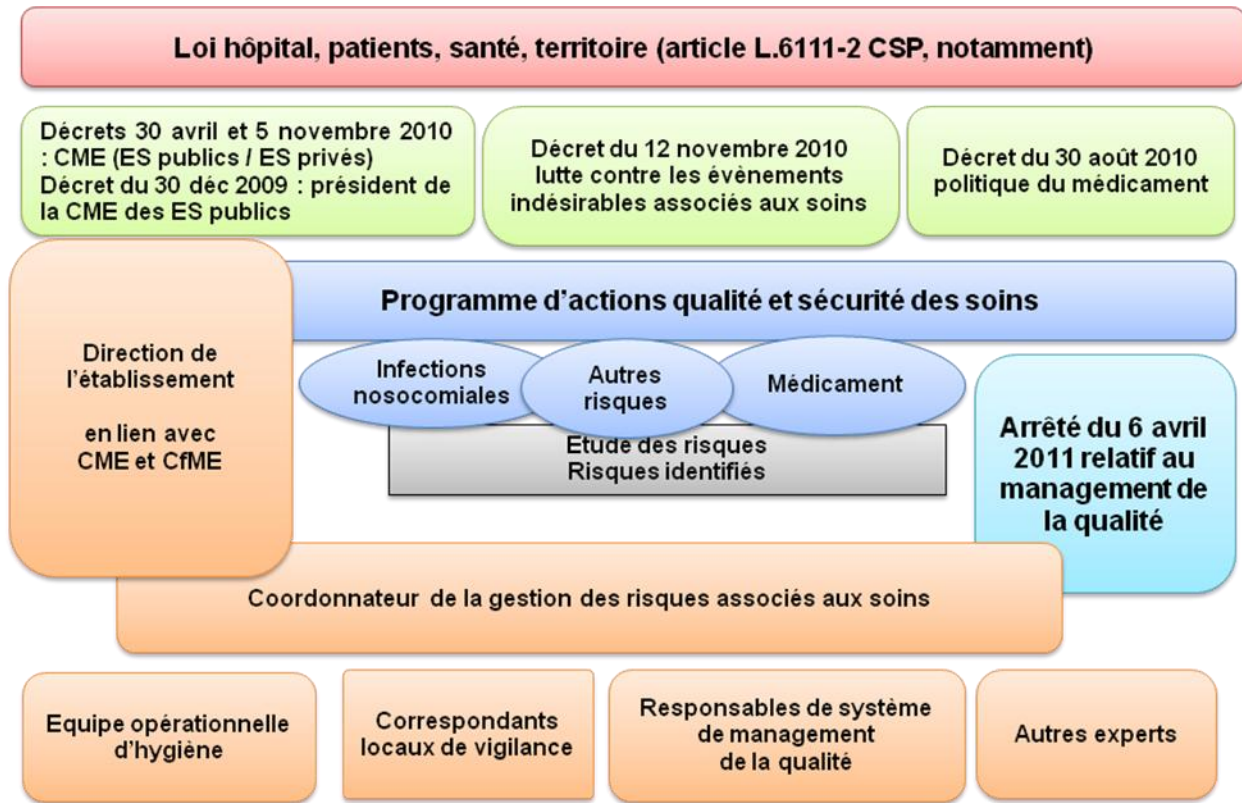 Loi hôpital, patients, santé, territoire (article L.6111-2 CSP, notamment)
Décrets 30 avril et 5 novembre 2010
: CME (ES publics / ES privés)
Décret du 30 déc 2009 : président de
la CME des ES publics
Décret du 12 novembre 2010
lutte contre les évènements
indésirables associés aux soins
Décret du 30 août 2010
politique du médicament
Programme d'actions qualité et sécurité des soins
Direction de
l'établissement
en lien avec
CME et CfME
Infections
nosocomiales
Autres
risques
Médicament
Etude des risques
Risques identifiés
Arrêté du 6 avril
2011 relatif au
management de
la qualité
Coordonnateur de la gestion des risques associés aux soins
Equipe opérationnelle
d'hygiène
Correspondants
locaux de vigilance
Responsables de système
de management
de la qualité
Autres experts